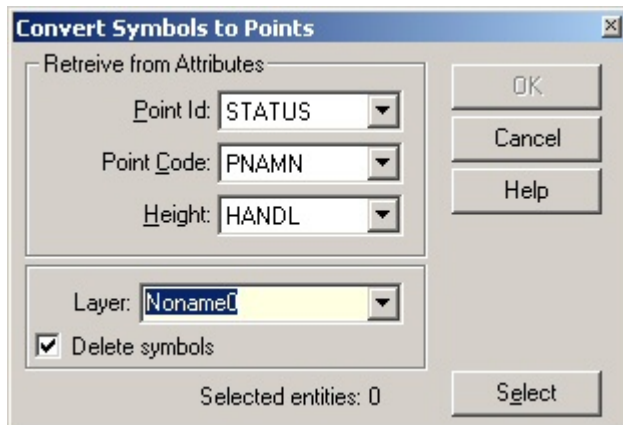 Convert Symbols to Points
Retreive from Attributes
Point Id: STATUS
Point Code: PNAMN
Height: HANDL
Layer: Noname0
Delete symbols
Selected entities: 0
OK
Cancel
Help
Select